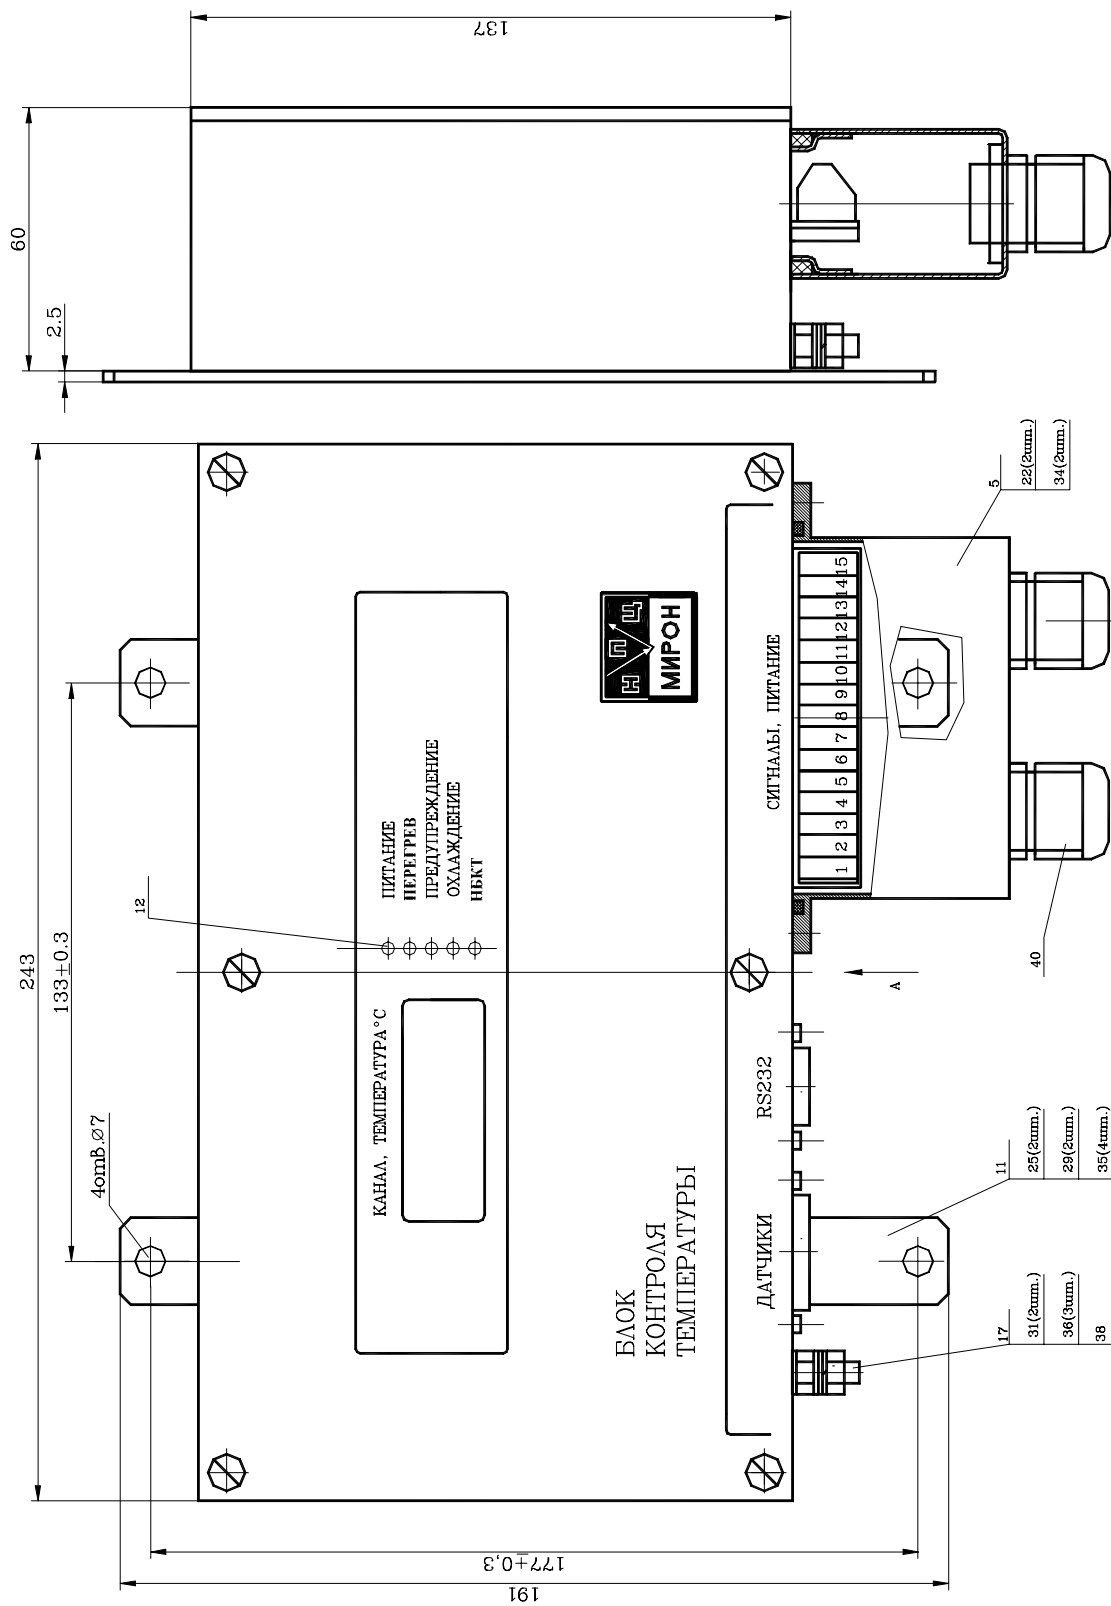 137
60
2.5
243
133±0.3
4отв.Ø7
177±0,3
191
12
КАНАЛ, ТЕМПЕРАТУРА°С
ПИТАНИЕ
ПЕРЕГРЕВ
ПРЕДУПРЕЖДЕНИЕ
ОХЛАЖДЕНИЕ
НБКТ
БЛОК
КОНТРОЛЯ
ТЕМПЕРАТУРЫ
НПЦ
МИРОН
ДАТЧИКИ
RS232
СИГНАЛЫ, ПИТАНИЕ
1 2 3 4 5 6 7 8 9 10 11 12 13 14 15
А
17
31(2шт.)
36(3шт.)
38
11
25(2шт.)
29(2шт.)
35(4шт.)
40
5
22(2шт.)
34(2шт.)